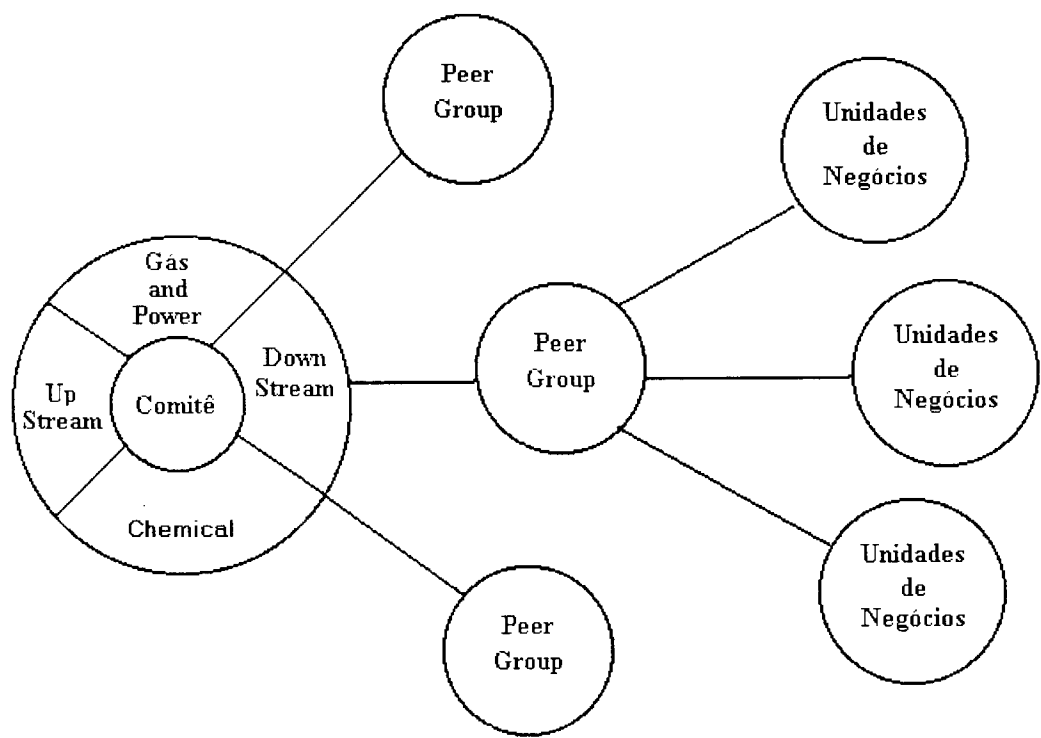 Peer
Group
Unidades
de
Negócios
Gás
and
Power
Down
Stream
Up
Stream
Comitê
Chemical
Peer
Group
Unidades
de
Negócios
Peer
Group
Unidades
de
Negócios